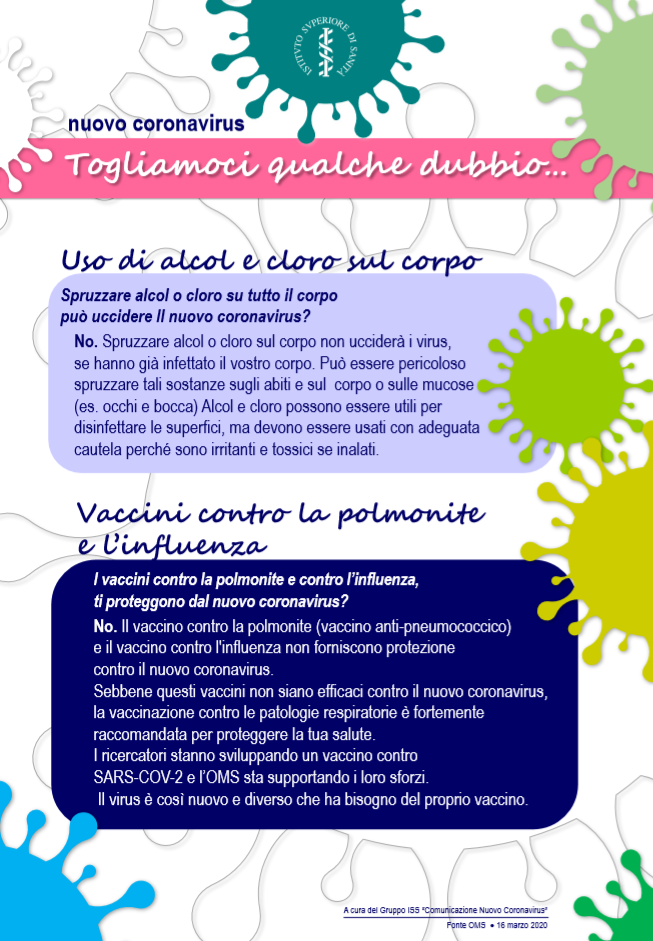 ISTITVTO SVPERIORE DI SANITA
nuovo coronavirus
Togliamoci qualche dubbio...
Uso di alcol e cloro sul corpo
Spruzzare alcol o cloro su tutto il corpo
può uccidere Il nuovo coronavirus?
No. Spruzzare alcol o cloro sul corpo non ucciderà i virus,
se hanno già infettato il vostro corpo. Può essere pericoloso
spruzzare tali sostanze sugli abiti e sul corpo o sulle mucose
(es. occhi e bocca) Alcol e cloro possono essere utili per
disinfettare le superfici, ma devono essere usati con adeguata
cautela perché sono irritanti e tossici se inalati.
Vaccini contro la polmonite
e l'influenza
I vaccini contro la polmonite e contro l'influenza,
ti proteggono dal nuovo coronavirus?
No. Il vaccino contro la polmonite (vaccino anti-pneumococcico)
e il vaccino contro l'influenza non forniscono protezione
contro il nuovo coronavirus.
Sebbene questi vaccini non siano efficaci contro il nuovo coronavirus,
la vaccinazione contro le patologie respiratorie è fortemente
raccomandata per proteggere la tua salute.
I ricercatori stanno sviluppando un vaccino contro
SARS-COV-2 e l'OMS sta supportando i loro sforzi.
Il virus è così nuovo e diverso che ha bisogno del proprio vaccino.
A cura del Gruppo ISS "Comunicazione Nuovo Coronavirus"
Fonte OMS • 16 marzo 2020